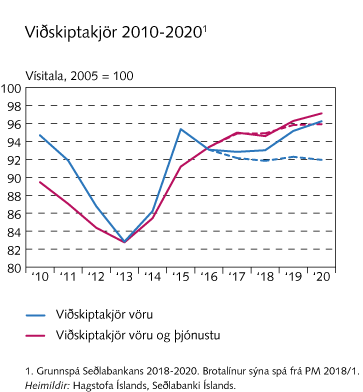 Viðskiptakjör 2010-2020¹
Vísitala, 2005 = 100
100
98
96
94
92
90
88
86
84
82
80
'10 '11 '12 '13 '14 '15 '16 '17 '18 '19 '20
Viðskiptakjör vöru
Viðskiptakjör vöru og þjónustu
1. Grunnspá Seðlabankans 2018-2020. Brotalínur sýna spá frá PM 2018/1.
Heimildir: Hagstofa Íslands, Seðlabanki Íslands.